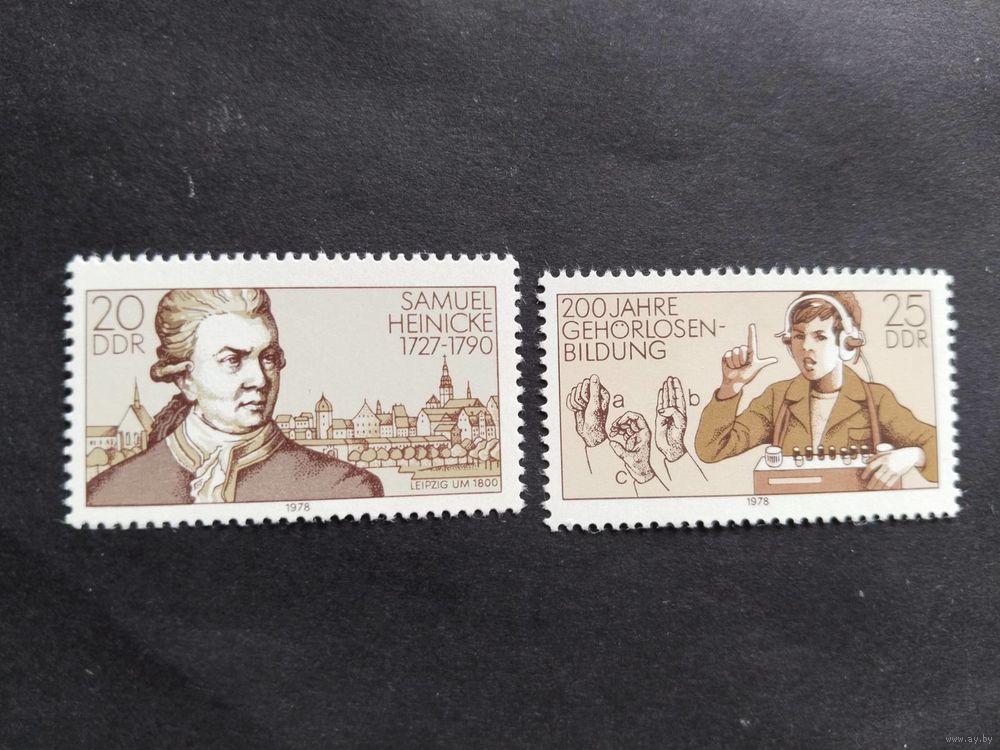 20
DDR
SAMUEL
HEINICKE
1727-1790
LEIPZIG UM 1800
1978
200 JAHRE
GEHÖRLOSEN-
BILDUNG
25
DDR
a
b
c
1978
www.ay.by